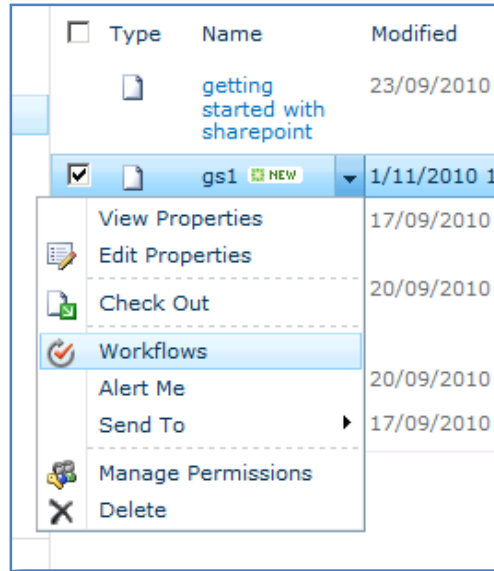 Type Name Modified
getting 23/09/2010
started with
sharepoint
gs1 NEW 1/11/2010 1
View Properties 17/09/2010
Edit Properties
Check Out 20/09/2010
Workflows
Alert Me 20/09/2010
Send To 17/09/2010
Manage Permissions
Delete